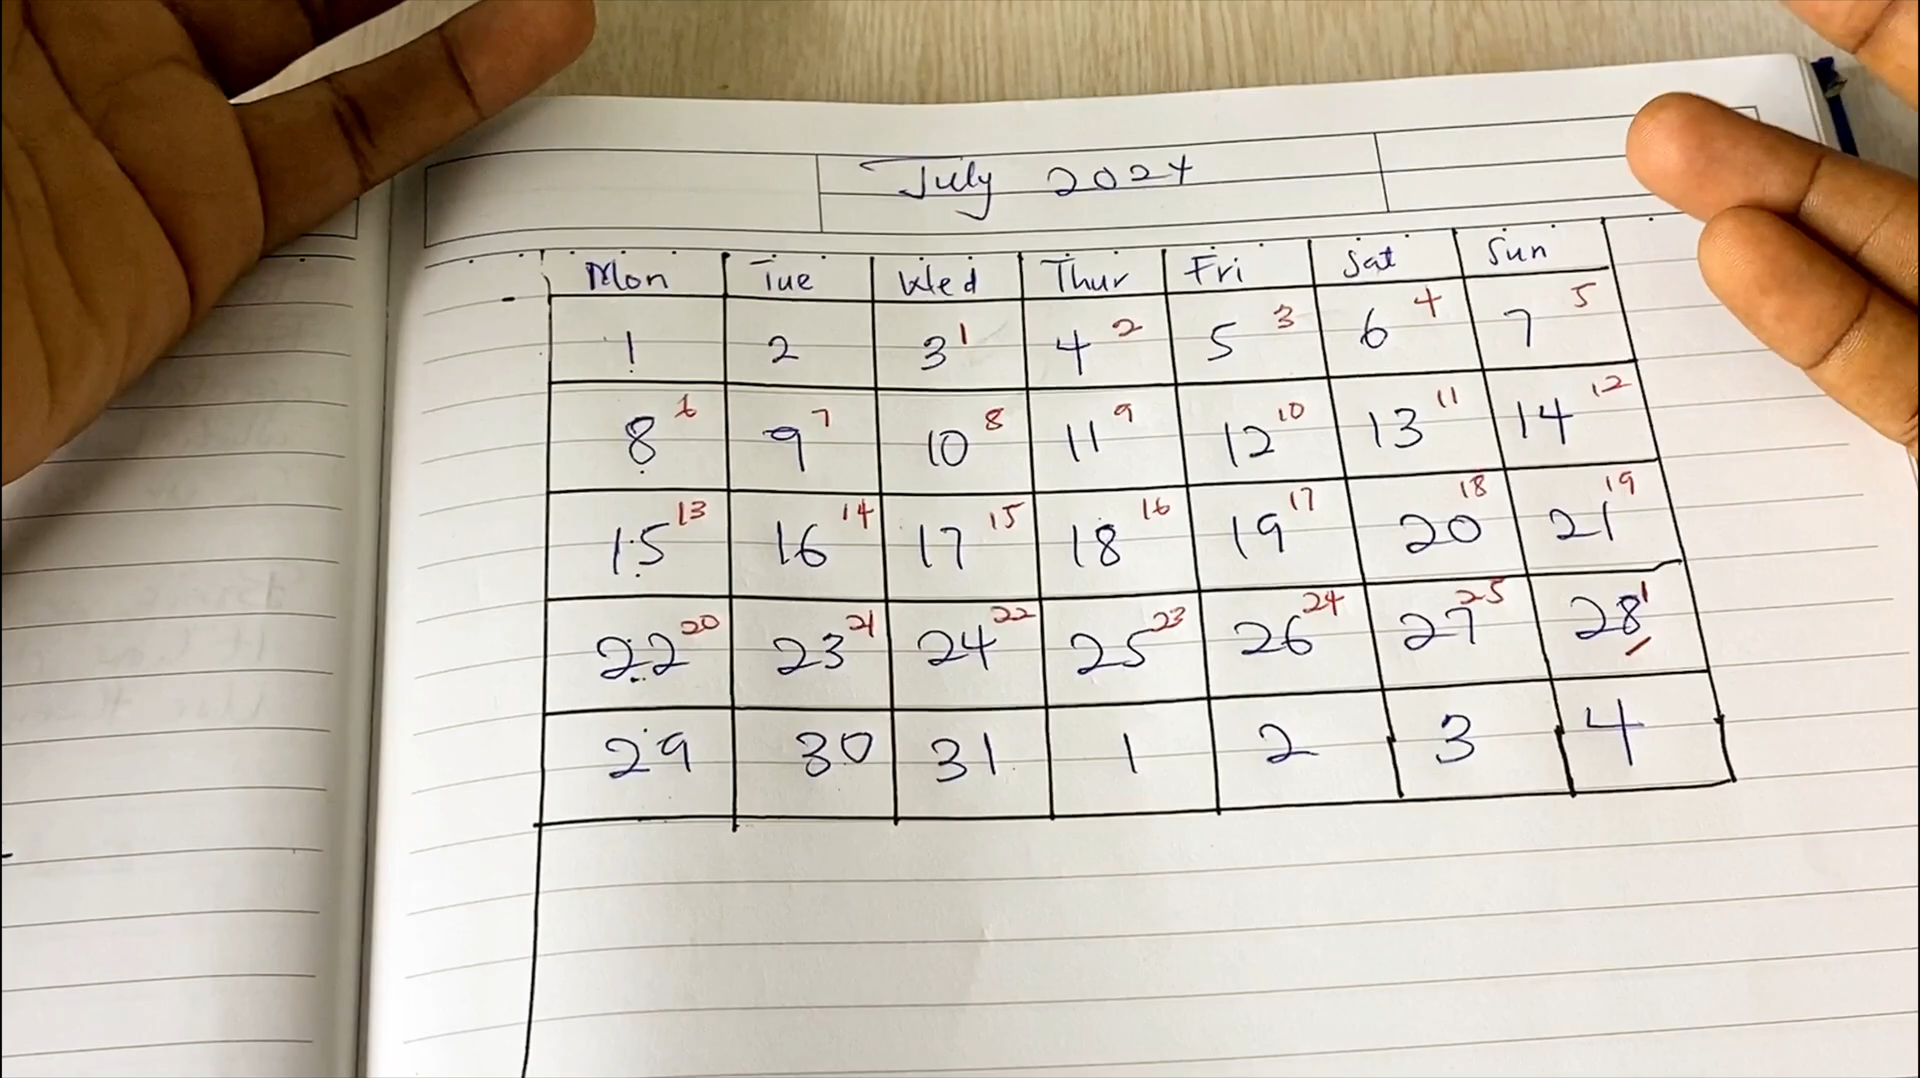 July 2024
Mon Tue Wed Thur Fri Sat Sun
1 2 3 1 4 2 5 3 6 4 7 5
8 6 9 7 10 8 11 9 12 10 13 11 14 12
15 13 16 14 17 15 18 16 19 17 20 18 21 19
22 20 23 21 24 22 25 23 26 24 27 25 28 1
29 30 31 1 2 3 4